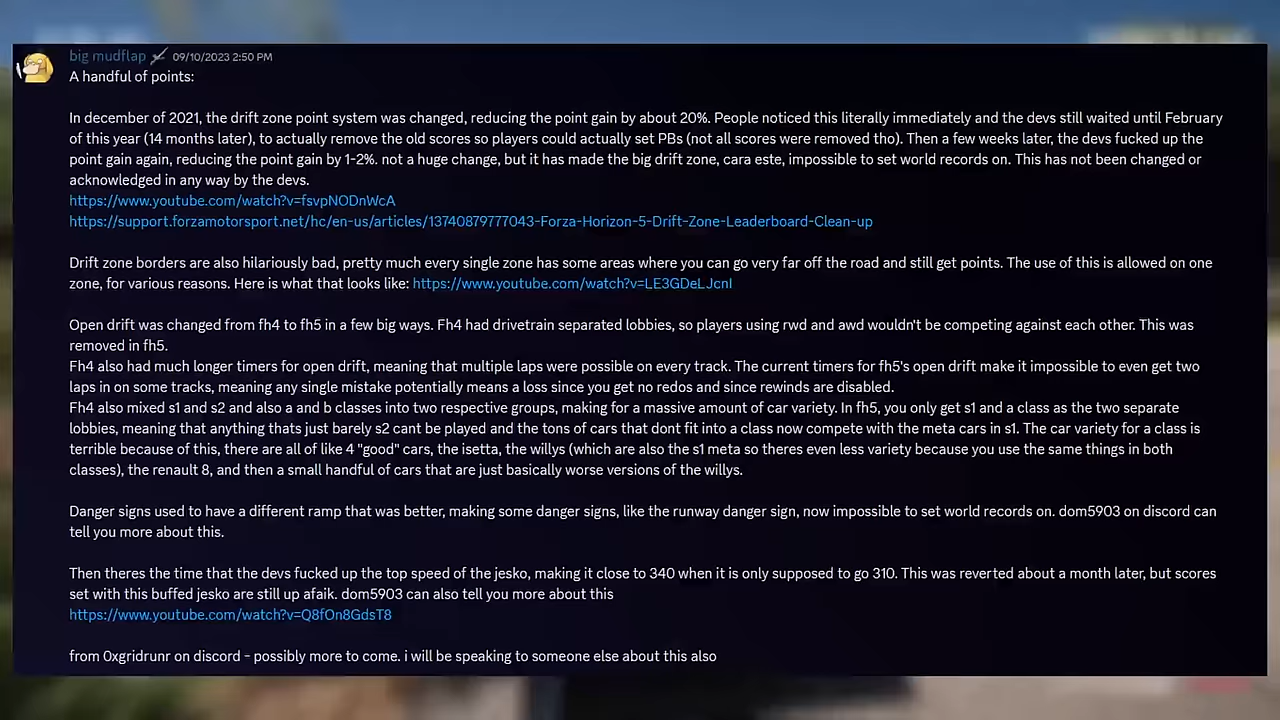 big mudflap 09/10/2023 2:50 PM
A handful of points:
In december of 2021, the drift zone point system was changed, reducing the point gain by about 20%. People noticed this literally immediately and the devs still waited until February
of this year (14 months later), to actually remove the old scores so players could actually set PBs (not all scores were removed tho). Then a few weeks later, the devs fucked up the
point gain again, reducing the point gain by 1-2%. not a huge change, but it has made the big drift zone, cara este, impossible to set world records on. This has not been changed or
acknowledged in any way by the devs.
https://www.youtube.com/watch?v=fsvpNODnWcA
https://support.forzamotorsport.net/hc/en-us/articles/13740879777043-Forza-Horizon-5-Drift-Zone-Leaderboard-Clean-up
Drift zone borders are also hilariously bad, pretty much every single zone has some areas where you can go very far off the road and still get points. The use of this is allowed on one
zone, for various reasons. Here is what that looks like: https://www.youtube.com/watch?v=LE3GDeLJcnI
Open drift was changed from fh4 to fh5 in a few big ways. Fh4 had drivetrain separated lobbies, so players using rwd and awd wouldn't be competing against each other. This was
removed in fh5.
Fh4 also had much longer timers for open drift, meaning that multiple laps were possible on every track. The current timers for fh5's open drift make it impossible to even get two
laps in on some tracks, meaning any single mistake potentially means a loss since you get no redos and since rewinds are disabled.
Fh4 also mixed s1 and s2 and also a and b classes into two respective groups, making for a massive amount of car variety. In fh5, you only get s1 and a class as the two separate
lobbies, meaning that anything thats just barely s2 cant be played and the tons of cars that dont fit into a class now compete with the meta cars in s1. The car variety for a class is
terrible because of this, there are all of like 4 "good" cars, the isetta, the willys (which are also the s1 meta so theres even less variety because you use the same things in both
classes), the renault 8, and then a small handful of cars that are just basically worse versions of the willys.
Danger signs used to have a different ramp that was better, making some danger signs, like the runway danger sign, now impossible to set world records on. dom5903 on discord can
tell you more about this.
Then theres the time that the devs fucked up the top speed of the jesko, making it close to 340 when it is only supposed to go 310. This was reverted about a month later, but scores
set with this buffed jesko are still up afaik. dom5903 can also tell you more about this
https://www.youtube.com/watch?v=Q8fOn8GdsT8
from 0xgridrunr on discord - possibly more to come. i will be speaking to someone else about this also